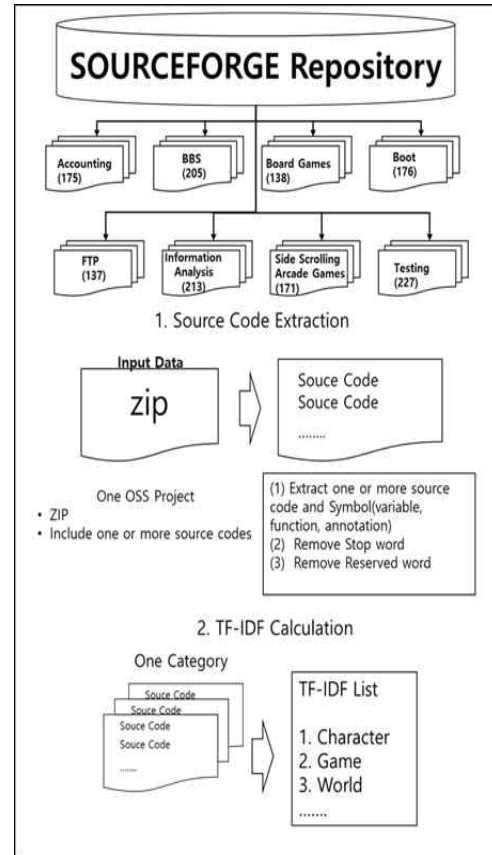 SOURCEFORGE Repository
Accounting
(175)
BBS
(205)
Board Games
(138)
Boot
(176)
FTP
(137)
Information
Analysis
(213)
Side Scrolling
Arcade Games
(171)
Testing
(227)
1. Source Code Extraction
Input Data
zip
Souce Code
Souce Code
........
One OSS Project
• ZIP
• Include one or more source codes
(1) Extract one or more source
code and Symbol(variable,
function, annotation)
(2) Remove Stop word
(3) Remove Reserved word
2. TF-IDF Calculation
One Category
Souce Code
Souce Code
Souce Code
Souce Code
.......
TF-IDF List
1. Character
2. Game
3. World
.......